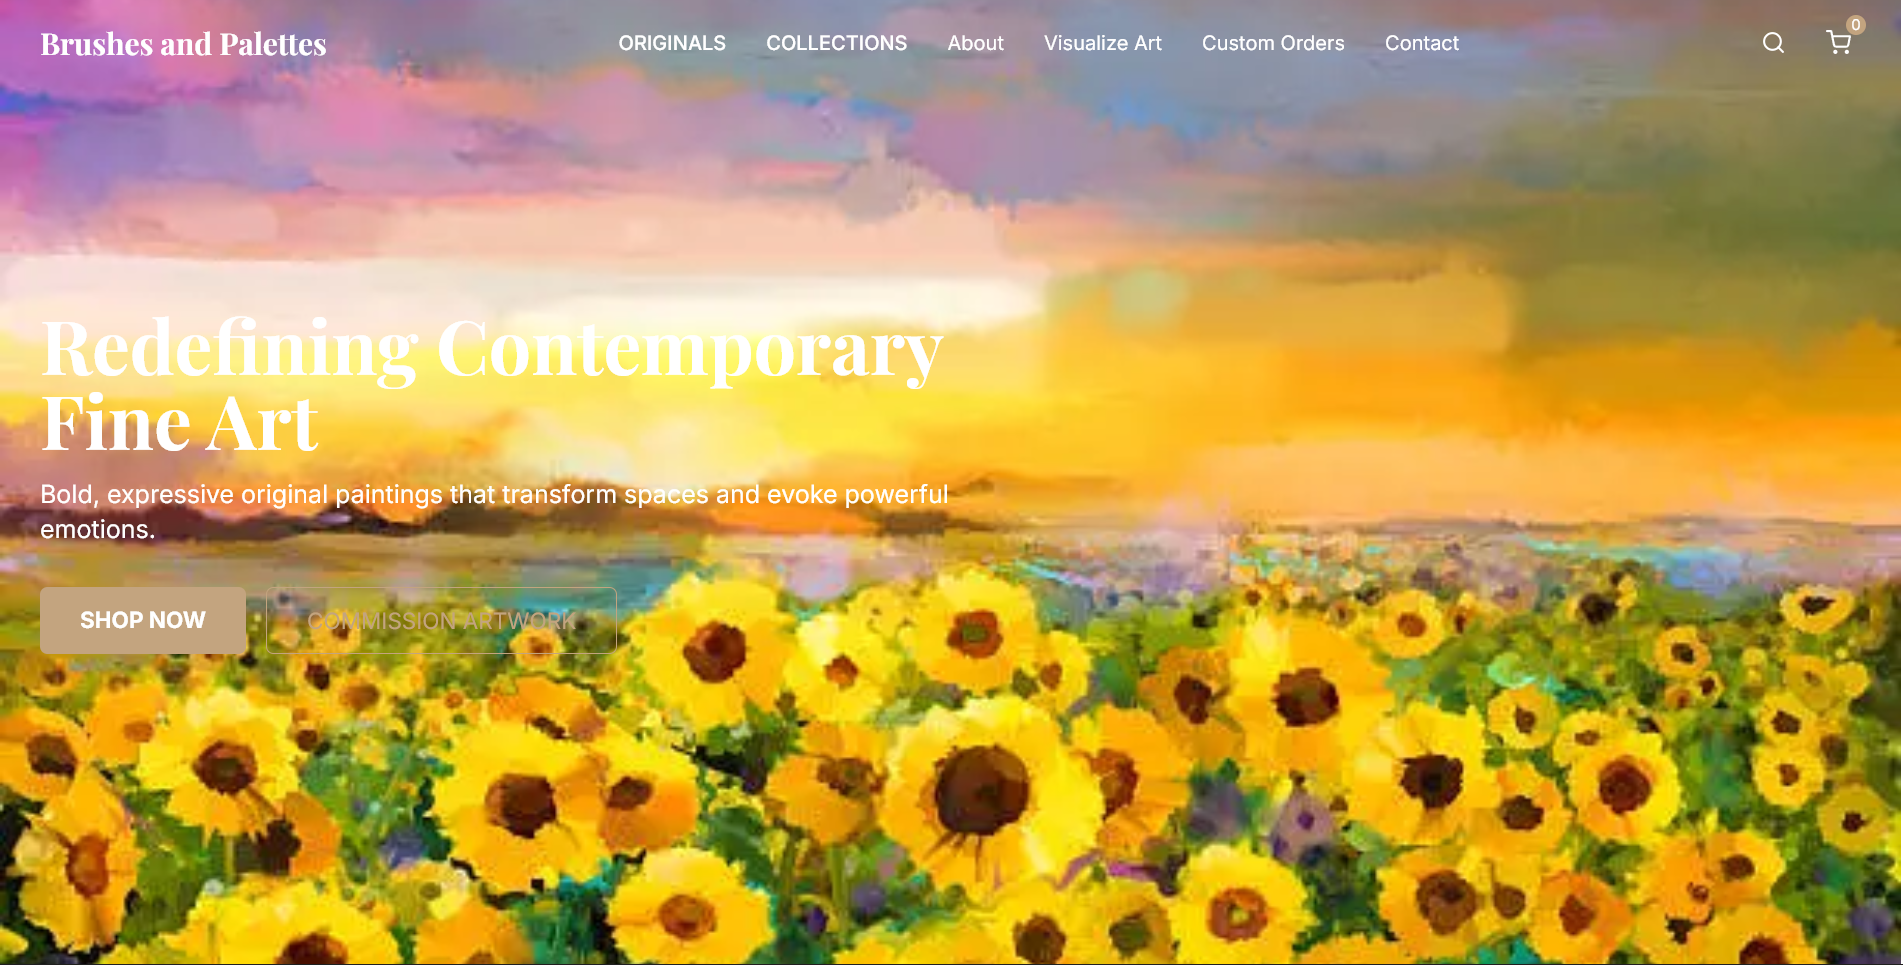 Brushes and Palettes
ORIGINALS COLLECTIONS About Visualize Art Custom Orders Contact
0
Redefining Contemporary
Fine Art
Bold, expressive original paintings that transform spaces and evoke powerful
emotions.
SHOP NOW
COMMISSION ARTWORK